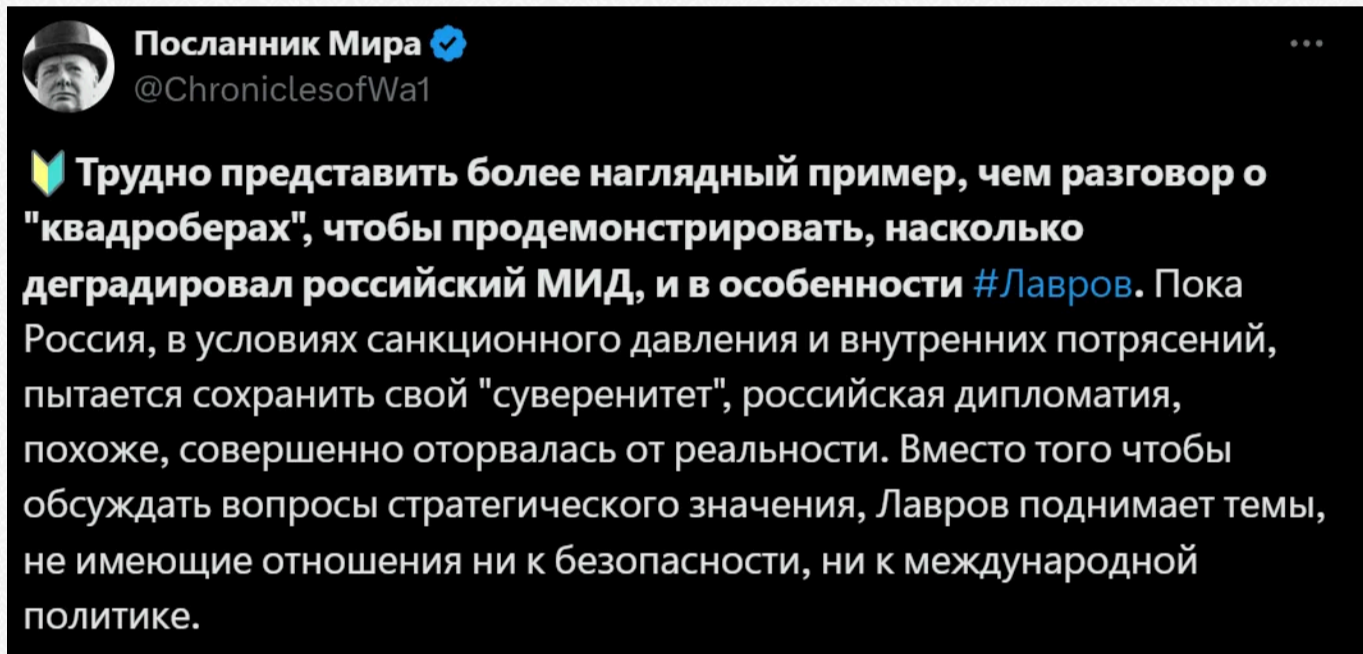 Посланник Мира
@ChroniclesofWa1
Трудно представить более наглядный пример, чем разговор о
"квадроберах", чтобы продемонстрировать, насколько
деградировал российский МИД, и в особенности #Лавров. Пока
Россия, в условиях санкционного давления и внутренних потрясений,
пытается сохранить свой "суверенитет", российская дипломатия,
похоже, совершенно оторвалась от реальности. Вместо того чтобы
обсуждать вопросы стратегического значения, Лавров поднимает темы,
не имеющие отношения ни к безопасности, ни к международной
политике.